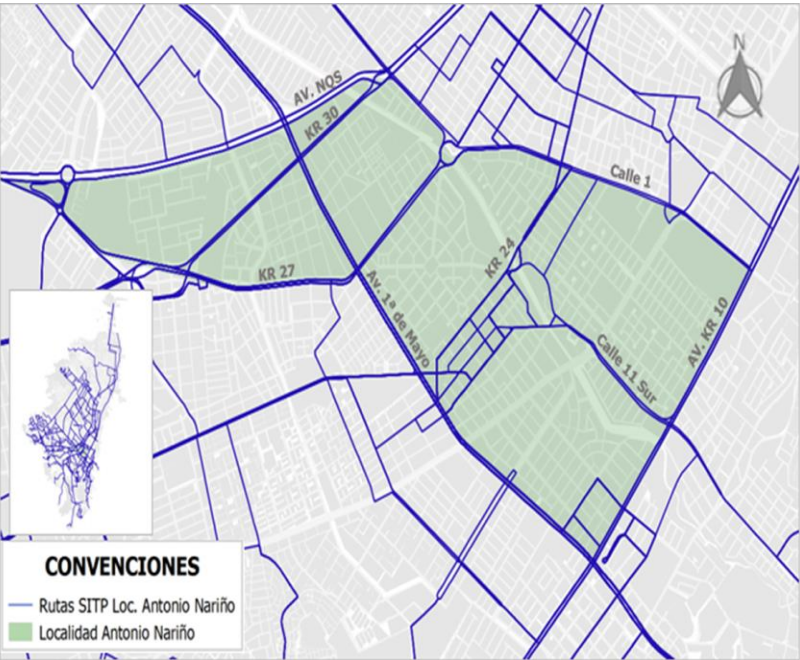 N
AV. NQS
KR 30
Calle 1
KR 24
KR 27
Av. 1ª de Mayo
AV. KR 10
Calle 11 Sur
CONVENCIONES
Rutas SITP Loc. Antonio Nariño
Localidad Antonio Nariño